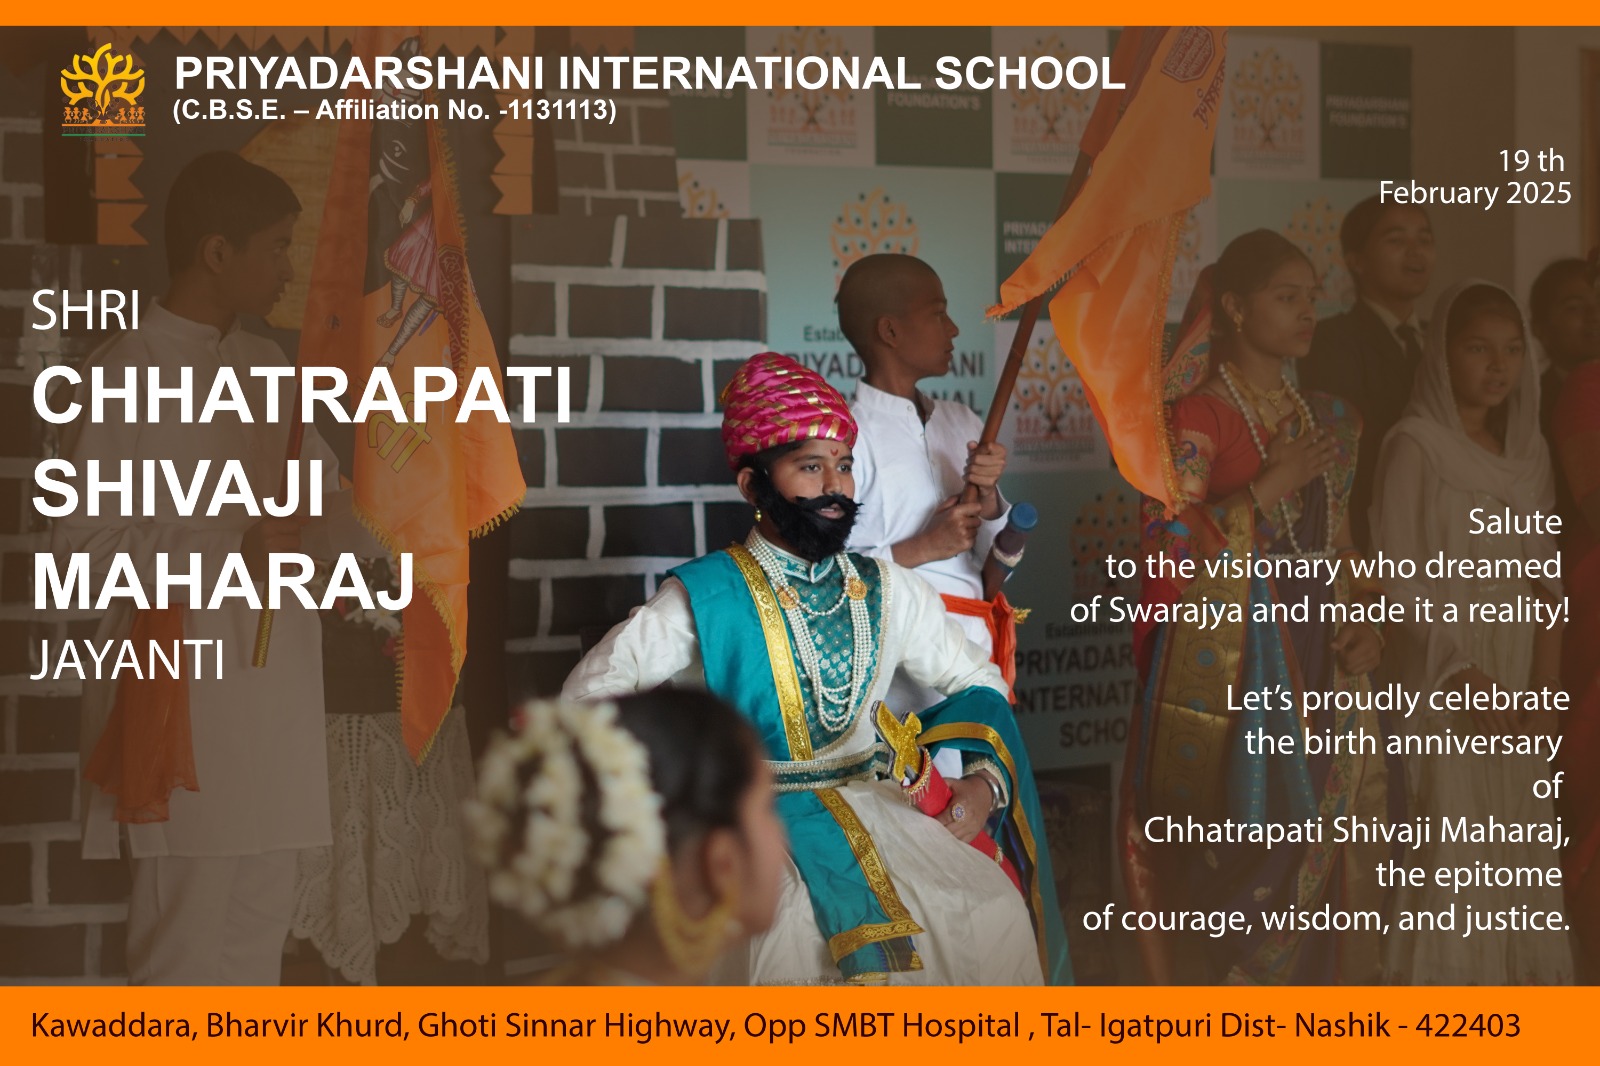 PRIYADARSHANI INTERNATIONAL SCHOOL
(C.B.S.E. – Affiliation No. -1131113)
19 th
February 2025
SHRI
CHHATRAPATI
SHIVAJI
MAHARAJ
JAYANTI
Salute
to the visionary who dreamed
of Swarajya and made it a reality!
Let's proudly celebrate
the birth anniversary
of
Chhatrapati Shivaji Maharaj,
the epitome
of courage, wisdom, and justice.
FOUNDATION'S
PRIYADARSHANI
FOUNDATION'S
Kawaddara, Bharvir Khurd, Ghoti Sinnar Highway, Opp SMBT Hospital , Tal- Igatpuri Dist- Nashik - 422403